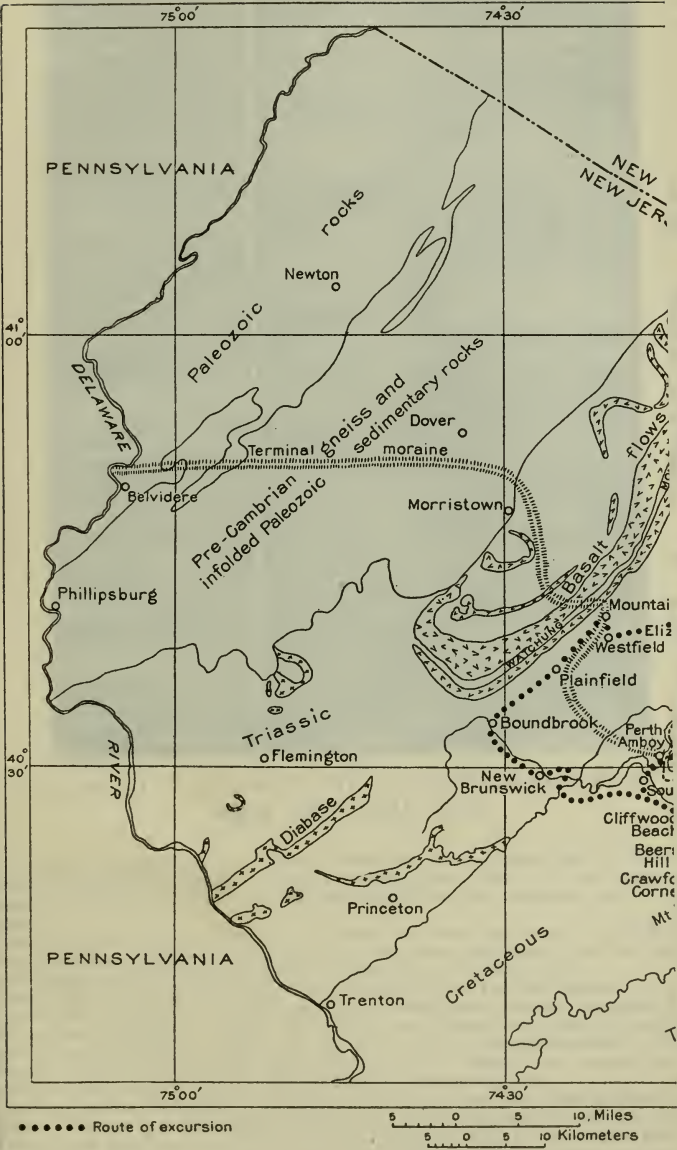 75°00′
74°30′
PENNSYLVANIA
NEW
NEW JER
rocks
Newton
41°
00′
Paleozoic
DELAWARE
gneiss and
sedimentary rocks
Dover
Terminal
moraine
flows
Belvidere
Pre-Cambrian
infolded Paleozoic
Morristown
Basalt
Phillipsburg
Mountai
Eliz
WATCHUNG
Westfield
Plainfield
Triassic
Boundbrook
Perth
Amboy
RIVER
Flemington
40°
30′
New
Brunswick
Sou
Diabase
Cliffwood
Beach
Beers
Hill
Crawfo
Corne
Princeton
Mt
PENNSYLVANIA
Cretaceous
Trenton
T
75°00′
74°30′
Route of excursion
5 0 5 10 Miles
5 0 5 10 Kilometers